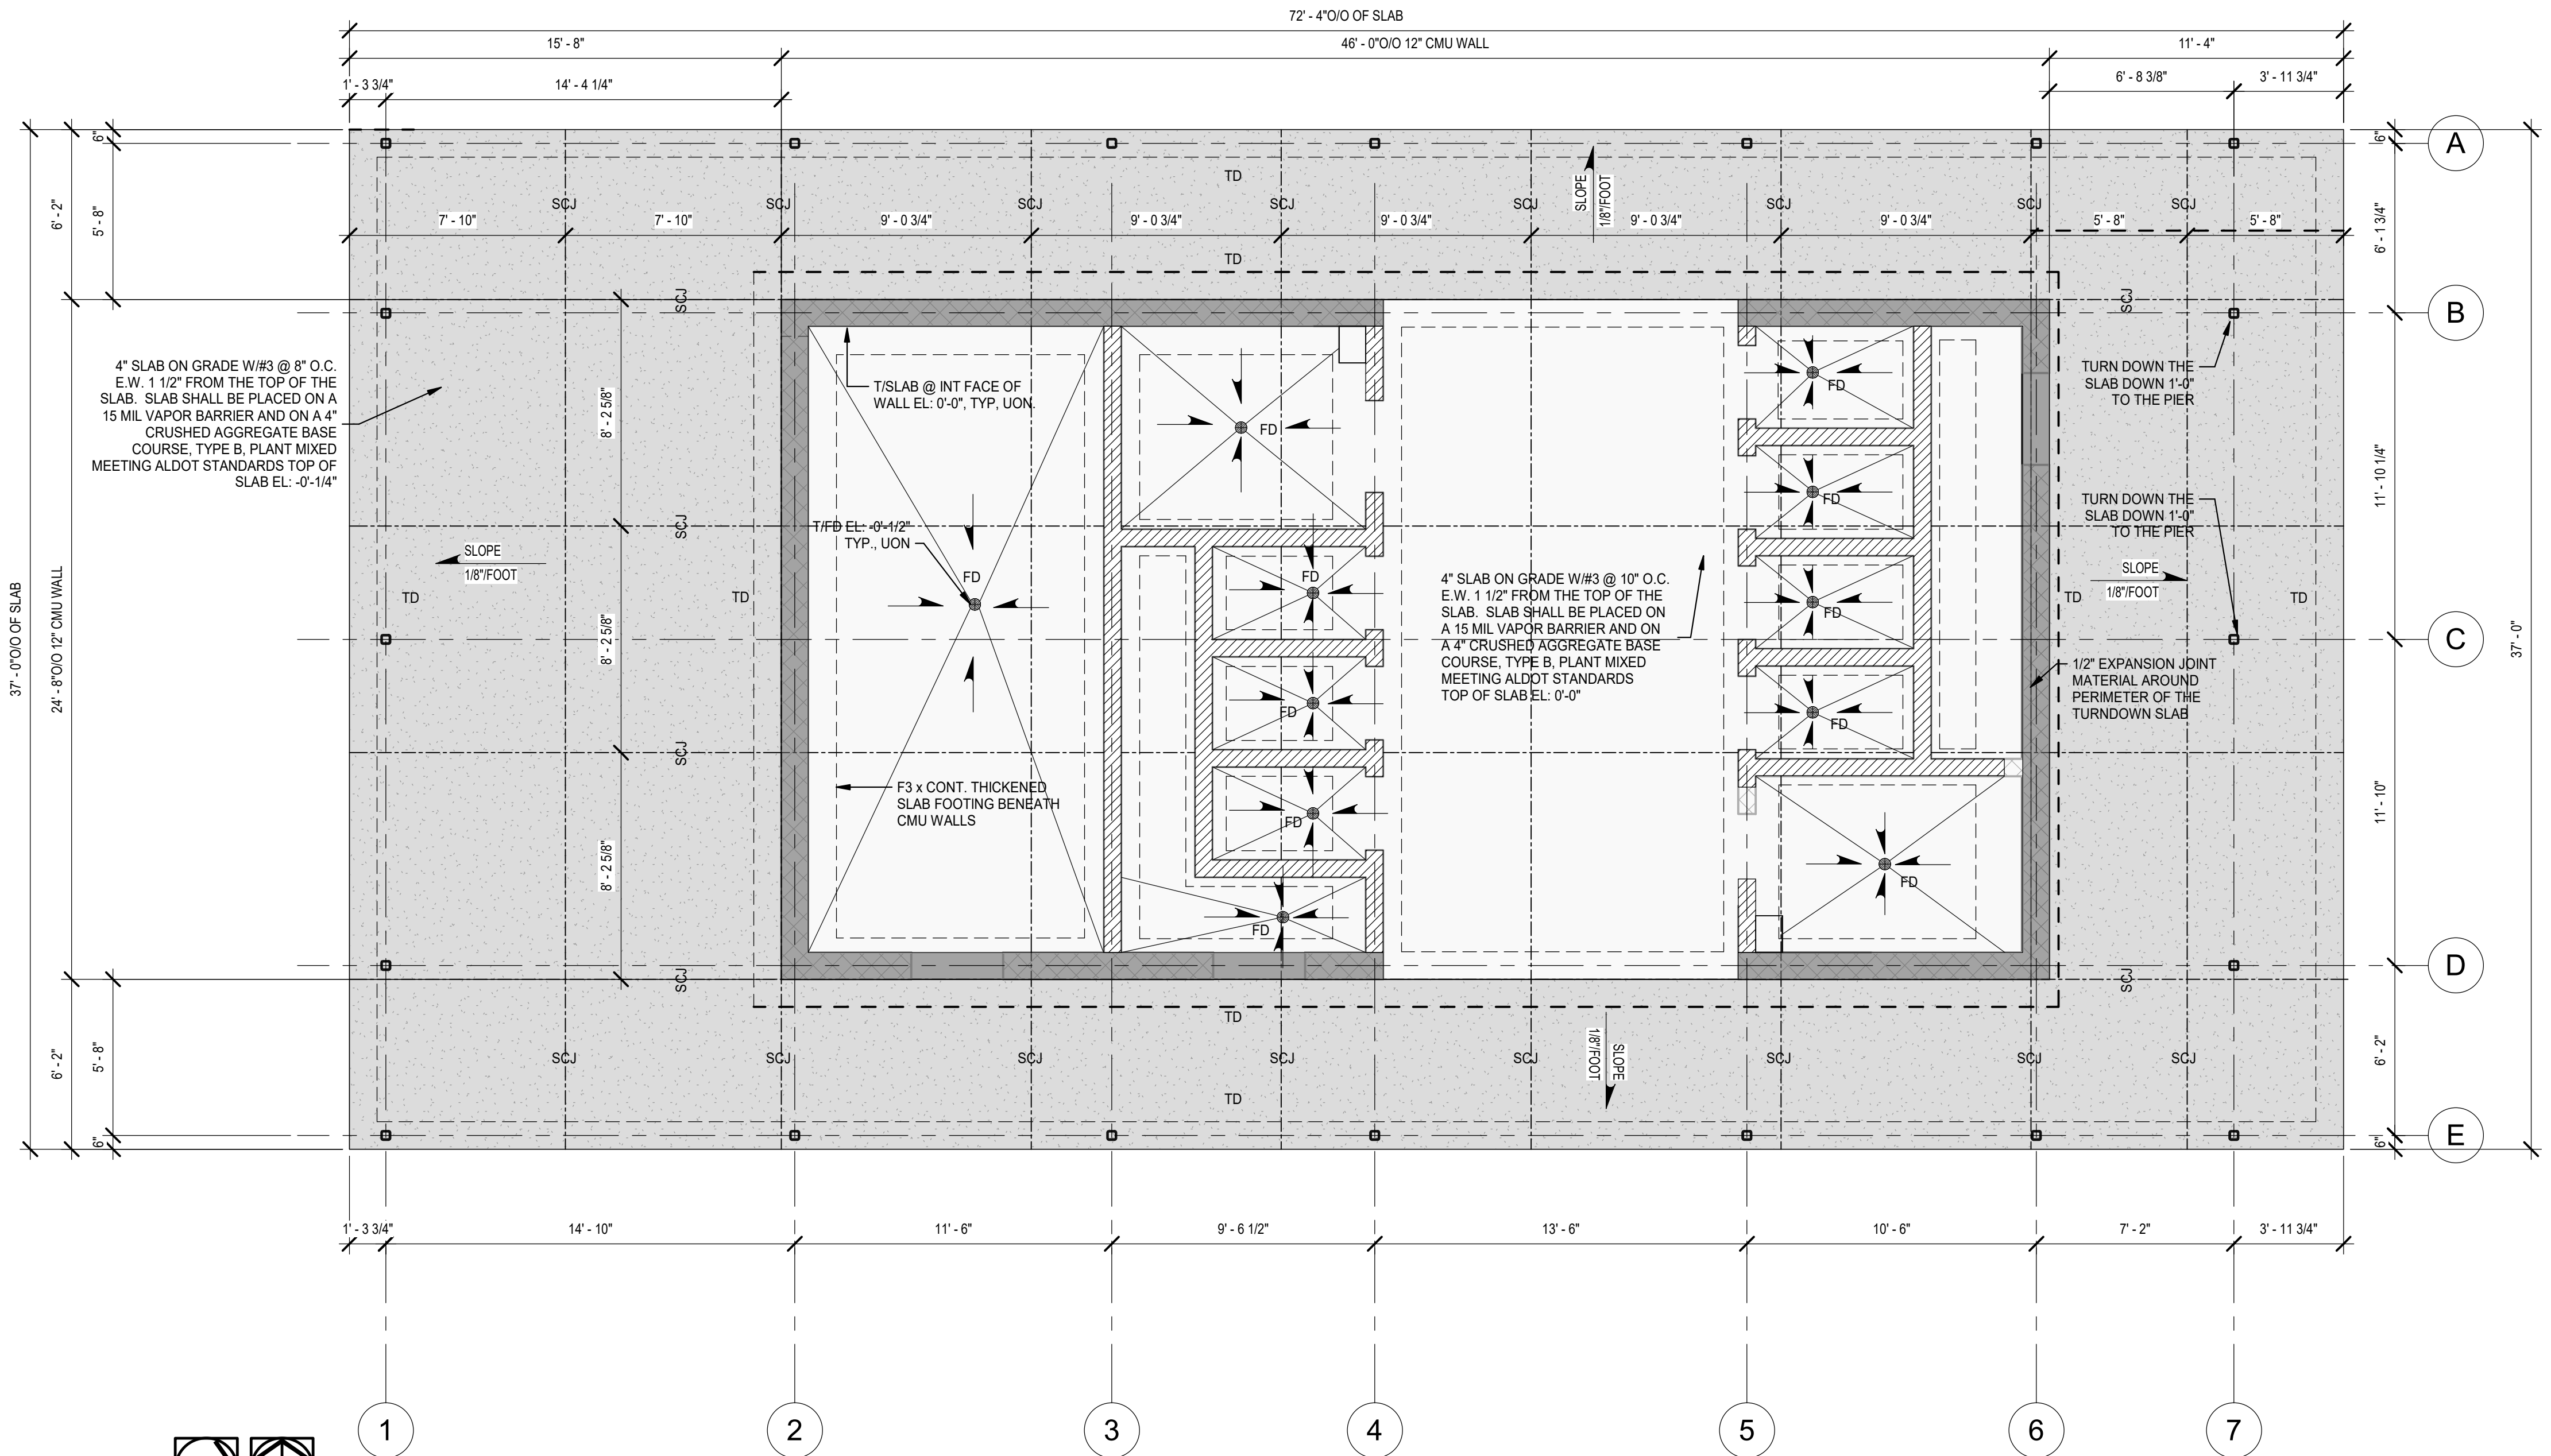 72' - 4"O/O OF SLAB
15' - 8"
46' - 0"O/O 12" CMU WALL
11' - 4"
1' - 3 3/4"
14' - 4 1/4"
6' - 8 3/8"
3' - 11 3/4"
6"
6"
A
TD
SLOPE
1/8"/FOOT
SCJ
SCJ
SCJ
SCJ
SCJ
SCJ
SCJ
SCJ
6' - 2"
5' - 8"
7' - 10"
7' - 10"
9' - 0 3/4"
9' - 0 3/4"
9' - 0 3/4"
9' - 0 3/4"
9' - 0 3/4"
5' - 8"
5' - 8"
6' - 1 3/4"
TD
SCJ
SCJ
B
4" SLAB ON GRADE W/#3 @ 8" O.C.
E.W. 1 1/2" FROM THE TOP OF THE
SLAB. SLAB SHALL BE PLACED ON A
15 MIL VAPOR BARRIER AND ON A 4"
CRUSHED AGGREGATE BASE
COURSE, TYPE B, PLANT MIXED
MEETING ALDOT STANDARDS TOP OF
SLAB EL: -0'-1/4"
8' - 2 5/8"
T/SLAB @ INT FACE OF
WALL EL: 0'-0", TYP, UON.
FD
FD
TURN DOWN THE
SLAB DOWN 1'-0"
TO THE PIER
11' - 10 1/4"
FD
TURN DOWN THE
SLAB DOWN 1'-0"
TO THE PIER
SCJ
T/FD EL: -0'-1/2"
TYP., UON
SLOPE
1/8"/FOOT
FD
FD
FD
SLOPE
1/8"/FOOT
TD
TD
TD
TD
37' - 0"O/O OF SLAB
24' - 8"O/O 12" CMU WALL
8' - 2 5/8"
4" SLAB ON GRADE W/#3 @ 10" O.C.
E.W. 1 1/2" FROM THE TOP OF THE
SLAB. SLAB SHALL BE PLACED ON
A 15 MIL VAPOR BARRIER AND ON
A 4" CRUSHED AGGREGATE BASE
COURSE, TYPE B, PLANT MIXED
MEETING ALDOT STANDARDS
TOP OF SLAB EL: 0'-0"
C
37' - 0"
1/2" EXPANSION JOINT
MATERIAL AROUND
PERIMETER OF THE
TURNDOWN SLAB
FD
FD
SCJ
F3 x CONT. THICKENED
SLAB FOOTING BENEATH
CMU WALLS
FD
8' - 2 5/8"
11' - 10"
FD
FD
D
SCJ
SCJ
TD
6' - 2"
5' - 8"
SCJ
SCJ
SCJ
SCJ
SCJ
SCJ
SCJ
SCJ
SLOPE
1/8"/FOOT
6' - 2"
TD
6"
6"
E
1' - 3 3/4"
14' - 10"
11' - 6"
9' - 6 1/2"
13' - 6"
10' - 6"
7' - 2"
3' - 11 3/4"
1
2
3
4
5
6
7